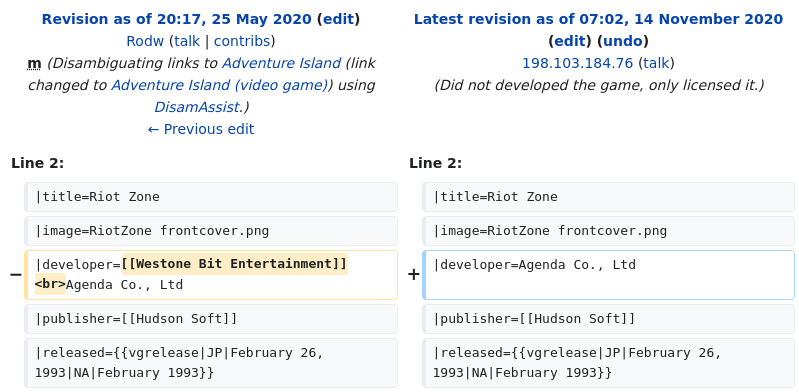 Revision as of 20:17, 25 May 2020 (edit)
Rodw (talk | contribs)
m (Disambiguating links to Adventure Island (link
changed to Adventure Island (video game)) using
DisamAssist.)
← Previous edit
Latest revision as of 07:02, 14 November 2020
(edit) (undo)
198.103.184.76 (talk)
(Did not developed the game, only licensed it.)
Line 2:
Line 2:
|title=Riot Zone
|title=Riot Zone
|image=RiotZone frontcover.png
|image=RiotZone frontcover.png
− |developer=[[Westone Bit Entertainment]]
<br>Agenda Co., Ltd
+ |developer=Agenda Co., Ltd
|publisher=[[Hudson Soft]]
|publisher=[[Hudson Soft]]
|released={{vgrelease|JP|February 26,
1993|NA|February 1993}}
|released={{vgrelease|JP|February 26,
1993|NA|February 1993}}